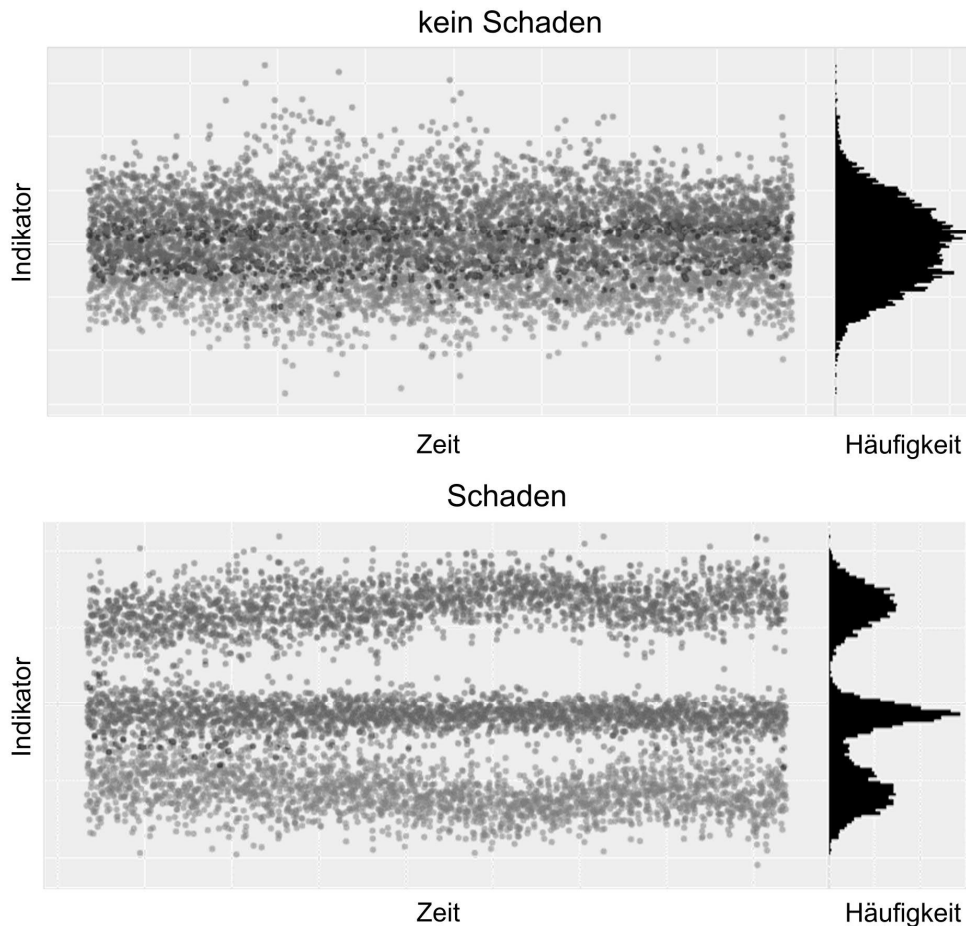 kein Schaden
Indikator
Zeit
Häufigkeit
Schaden
Indikator
Zeit
Häufigkeit